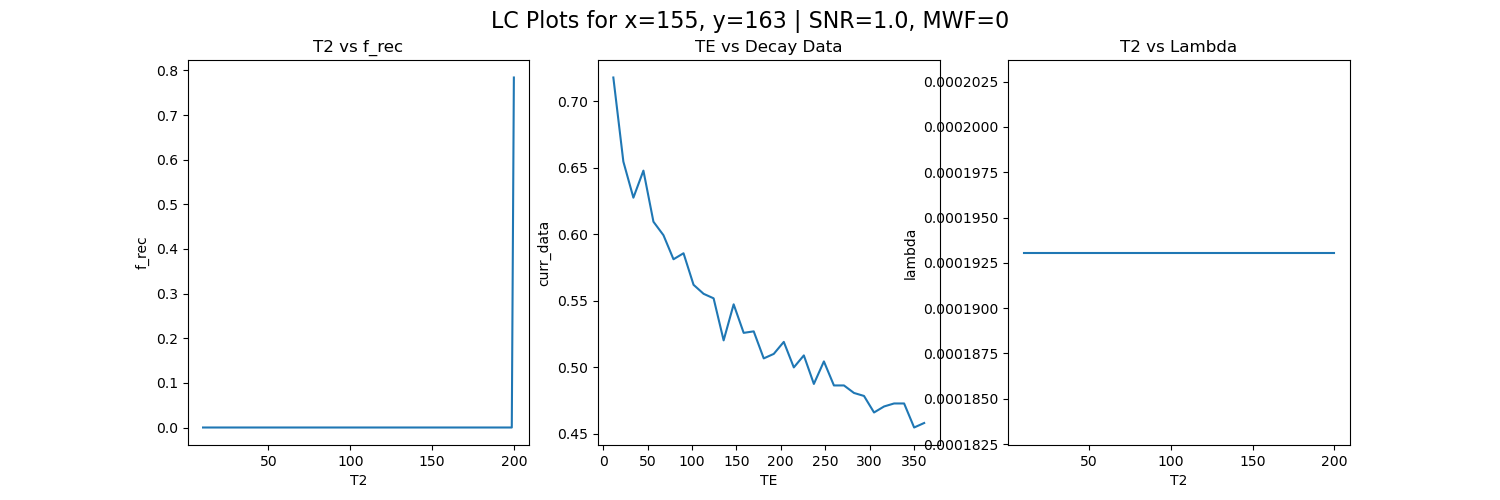 LC Plots for x=155, y=163 | SNR=1.0, MWF=0
T2 vs f_rec
0.8
0.7
0.6
0.5
0.4
0.3
0.2
0.1
0.0
f_rec
50 100 150 200
T2
TE vs Decay Data
0.70
0.65
0.60
0.55
0.50
0.45
curr_data
0 50 100 150 200 250 300 350
TE
T2 vs Lambda
0.0002025
0.0002000
0.0001975
0.0001950
0.0001925
0.0001900
0.0001875
0.0001850
0.0001825
lambda
50 100 150 200
T2